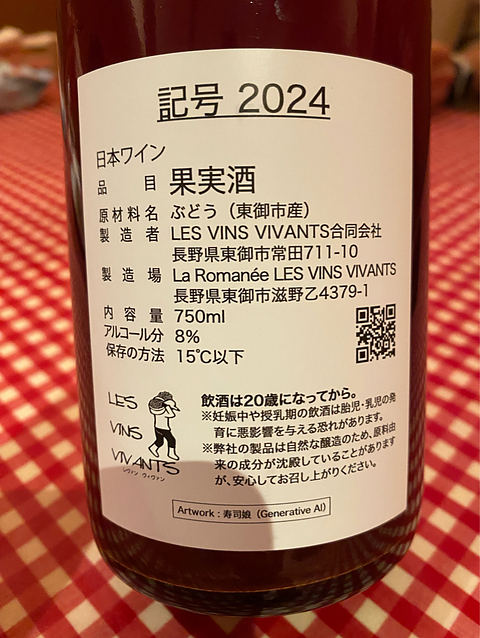 記号 2024
日本ワイン
品 目 果実酒
原材料名 ぶどう（東御市産）
製 造 者 LES VINS VIVANTS合同会社
長野県東御市常田711-10
製 造 場 La Romanée LES VINS VIVANTS
長野県東御市滋野乙4379-1
内 容 量 750ml
アルコール分 8%
保存の方法 15℃以下
LES
VINS
VIVANTS
レヴァン ヴィヴァン
飲酒は20歳になってから。
※妊娠中や授乳期の飲酒は胎児・乳児の発
育に悪影響を与える恐れがあります。
※弊社の製品は自然な醸造のため、原料由
来の成分が沈殿していることがあります
が、安心してお召し上がりください。
Artwork : 寿司娘（Generative AI）